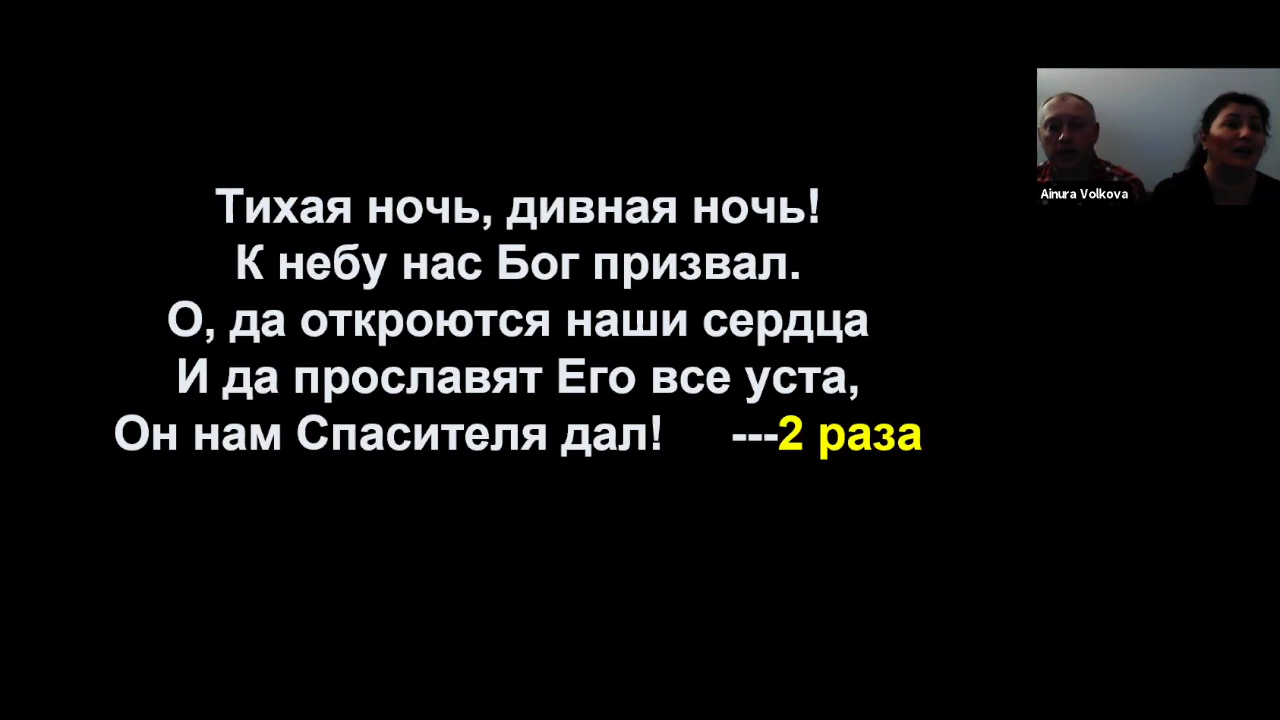 Тихая ночь, дивная ночь!
К небу нас Бог призвал.
О, да откроются наши сердца
И да прославят Его все уста,
Он нам Спасителя дал! ---2 раза
Ainura Volkova